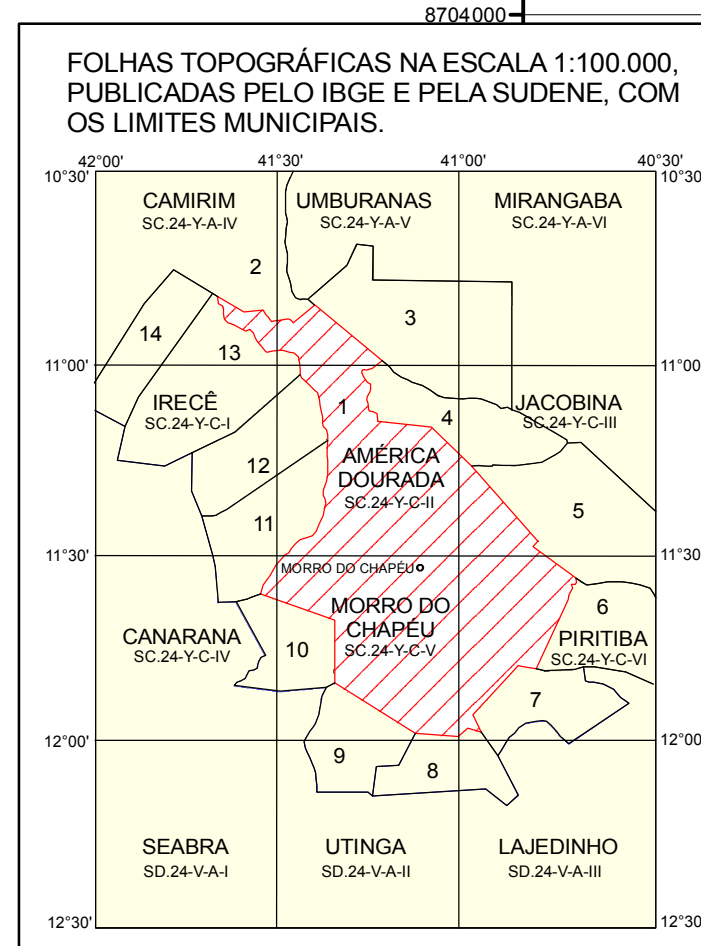 8704000
FOLHAS TOPOGRÁFICAS NA ESCALA 1:100.000,
PUBLICADAS PELO IBGE E PELA SUDENE, COM
OS LIMITES MUNICIPAIS.
42°00' 41°30' 41°00' 40°30'
10°30' 10°30'
CAMIRIM UMBURANAS MIRANGABA
SC.24-Y-A-IV SC.24-Y-A-V SC.24-Y-A-VI
2
3
14
13
11°00' 11°00'
IRECÊ 1 4 JACOBINA
SC.24-Y-C-I SC.24-Y-C-III
12 AMÉRICA
DOURADA
SC.24-Y-C-II
11 5
11°30' 11°30'
MORRO DO CHAPÉU
6
MORRO DO
CHAPÉU
SC.24-Y-C-V
CANARANA 10 PIRITIBA
SC.24-Y-C-IV SC.24-Y-C-VI
7
12°00' 12°00'
9 8
SEABRA UTINGA LAJEDINHO
SD.24-V-A-I SD.24-V-A-II SD.24-V-A-III
12°30' 12°30'